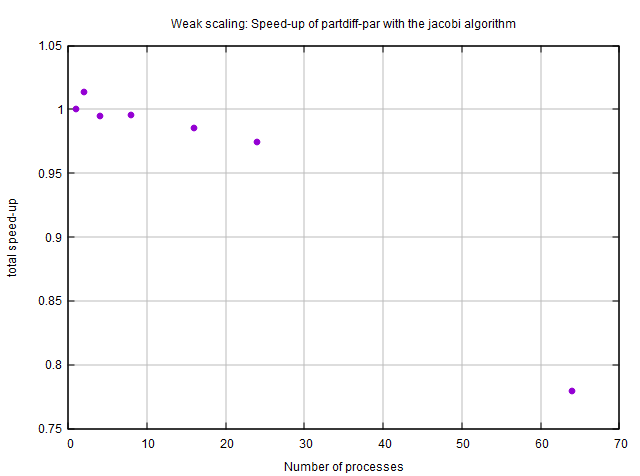 Weak scaling: Speed-up of partdiff-par with the jacobi algorithm
1.05
1
0.95
0.9
0.85
0.8
0.75
total speed-up
0 10 20 30 40 50 60 70
Number of processes